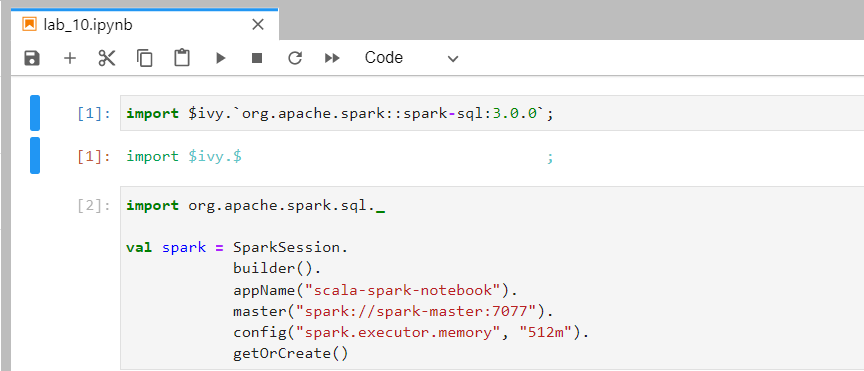 lab_10.ipynb
Code
[1]: import $ivy.`org.apache.spark::spark-sql:3.0.0`;
[1]: import $ivy.$ ;
[2]: import org.apache.spark.sql._
val spark = SparkSession.
builder().
appName("scala-spark-notebook").
master("spark://spark-master:7077").
config("spark.executor.memory", "512m").
getOrCreate()